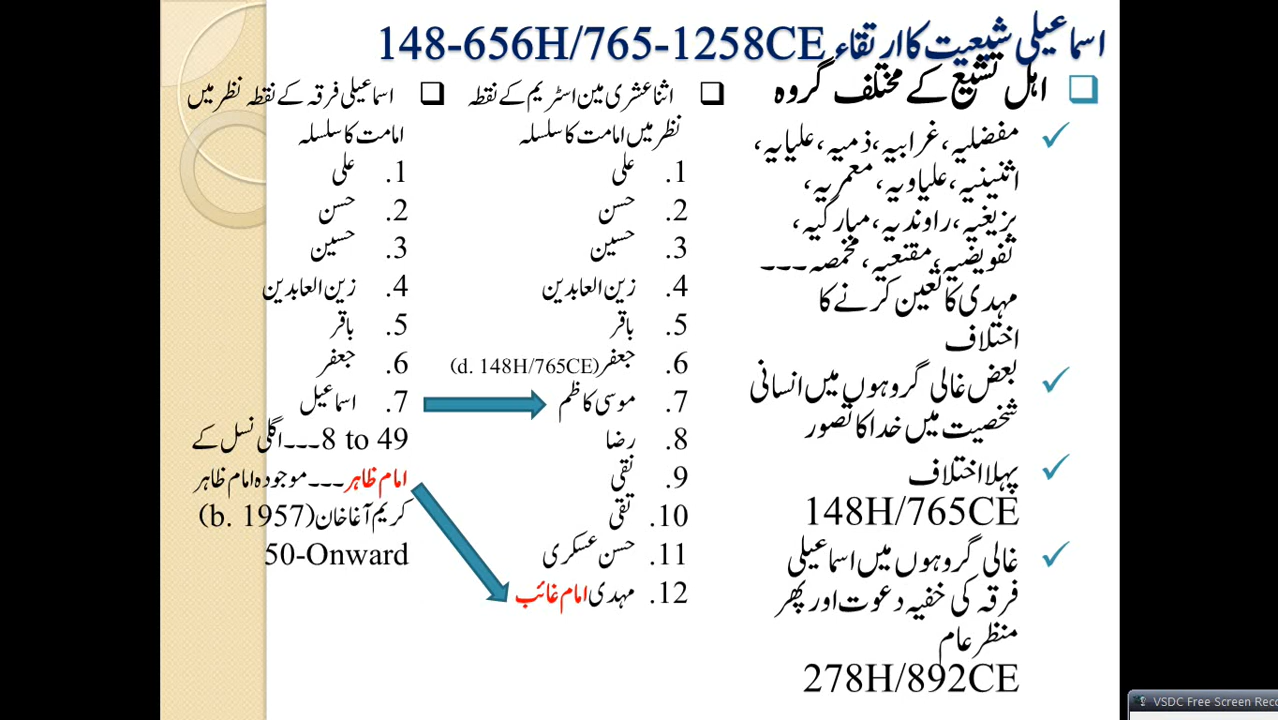 اسماعیلی شیعیت کا ارتقاء 148-656H/765-1258CE
اہل تشیع کے مختلف گروہ
مفضلیہ، غرابیہ، ذمیہ، علیایہ،
اثنینیہ، علیاویہ، معمریہ،
بزیغیہ، راوندیہ، مبارکیہ،
تفویضیہ، مقنعیہ، مخمصہ۔۔۔
مہدی کا تعین کرنے کا
اختلاف
بعض غالی گروہوں میں انسانی
شخصیت میں خدا کا تصور
پہلا اختلاف
148H/765CE
غالی گروہوں میں اسماعیلی
فرقہ کی خفیہ دعوت اور پھر
منظر عام
278H/892CE
اثنا عشری مین اسٹریم کے نقطہ
نظر میں امامت کا سلسلہ
1. علی
2. حسن
3. حسین
4. زین العابدین
5. باقر
6. جعفر (d. 148H/765CE)
7. موسی کاظم
8. رضا
9. نقی
10. تقی
11. حسن عسکری
12. مہدی امام غائب
اسماعیلی فرقہ کے نقطہ نظر میں
امامت کا سلسلہ
1. علی
2. حسن
3. حسین
4. زین العابدین
5. باقر
6. جعفر
7. اسماعیل
8 to 49۔۔۔اگلی نسل کے
امام ظاہر۔۔۔موجودہ امام ظاہر
کریم آغا خان (b. 1957)
50-Onward
VSDC Free Screen Reco